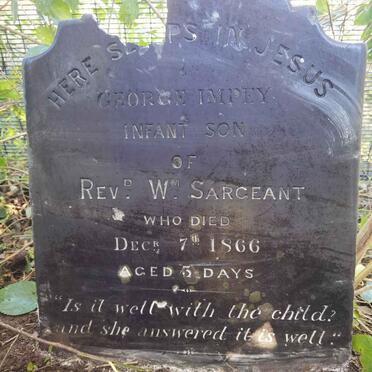 HERE SLEEPS IN JESUS
GEORGE IMPEY
INFANT SON
OF
REVD. WM. SARGEANT
WHO DIED
DECR. 7TH 1866
AGED 5 DAYS
"Is it well with the child?
and she answered it is well".